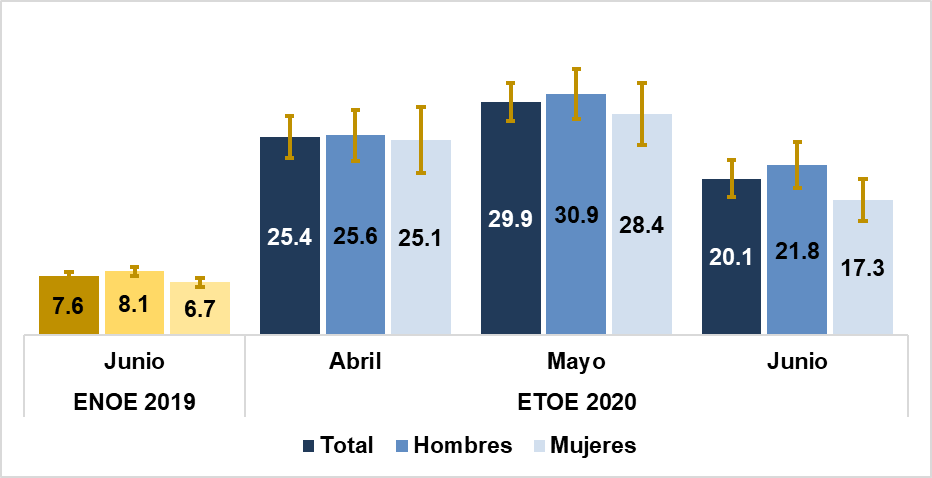 7.6
8.1
6.7
25.4
25.6
25.1
29.9
30.9
28.4
20.1
21.8
17.3
Junio
Abril
Mayo
Junio
ENOE 2019
ETOE 2020
Total
Hombres
Mujeres